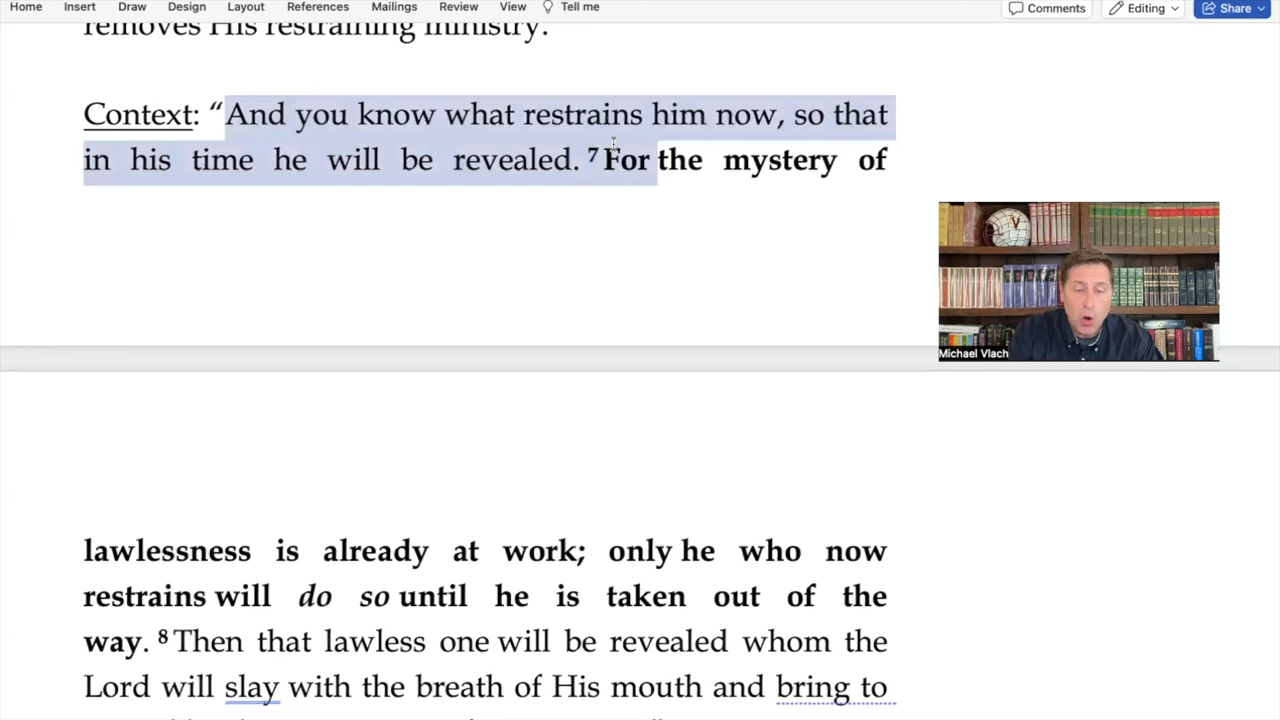 Home Insert Draw Design Layout References Mailings Review View Tell me Comments Editing Share
removes His restraining ministry.
Context: “And you know what restrains him now, so that
in his time he will be revealed. 7 For the mystery of
Michael Vlach
lawlessness is already at work; only he who now
restrains will do so until he is taken out of the
way. 8 Then that lawless one will be revealed whom the
Lord will slay with the breath of His mouth and bring to